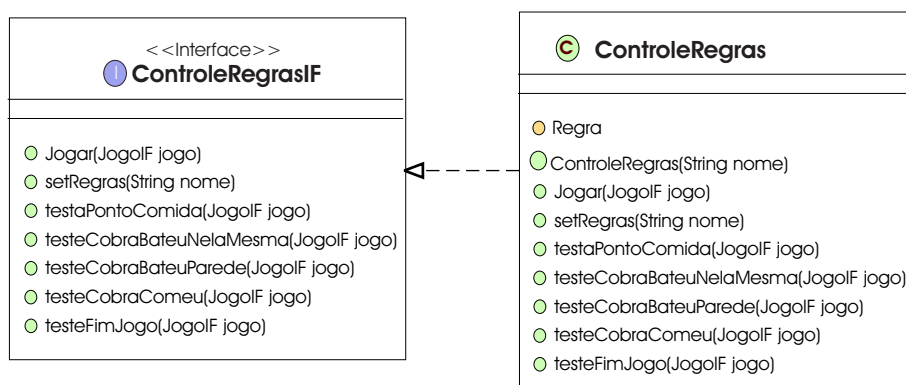 <<Interface>>
I ControleRegrasIF
Jogar(JogoIF jogo)
setRegras(String nome)
testaPontoComida(JogoIF jogo)
testeCobraBateuNelaMesma(JogoIF jogo)
testeCobraBateuParede(JogoIF jogo)
testeCobraComeu(JogoIF jogo)
testeFimJogo(JogoIF jogo)
C ControleRegras
Regra
ControleRegras(String nome)
Jogar(JogoIF jogo)
setRegras(String nome)
testaPontoComida(JogoIF jogo)
testeCobraBateuNelaMesma(JogoIF jogo)
testeCobraBateuParede(JogoIF jogo)
testeCobraComeu(JogoIF jogo)
testeFimJogo(JogoIF jogo)